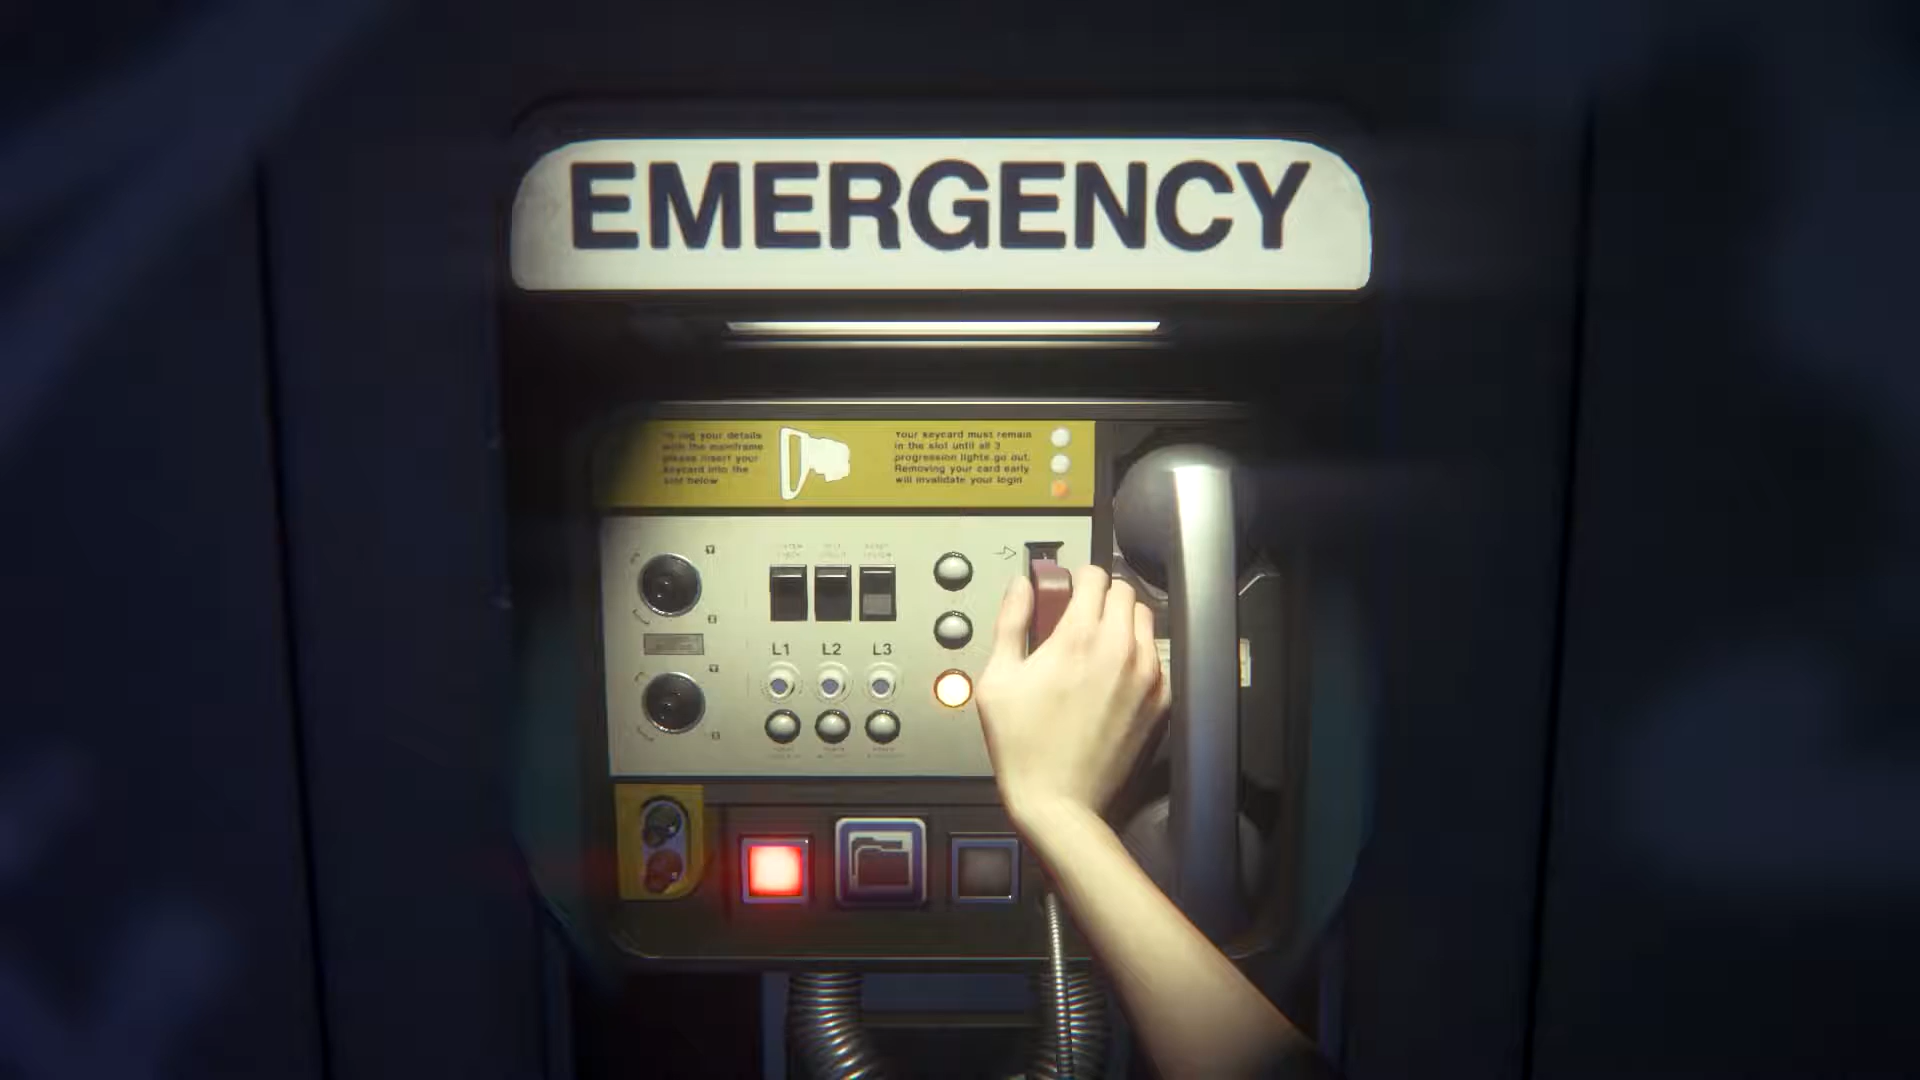 EMERGENCY
To log your details
with the mainframe
please insert your
keycard into the
slot below
Your keycard must remain
in the slot until all 3
progression lights go out.
Removing your card early
will invalidate your login
L1 L2 L3